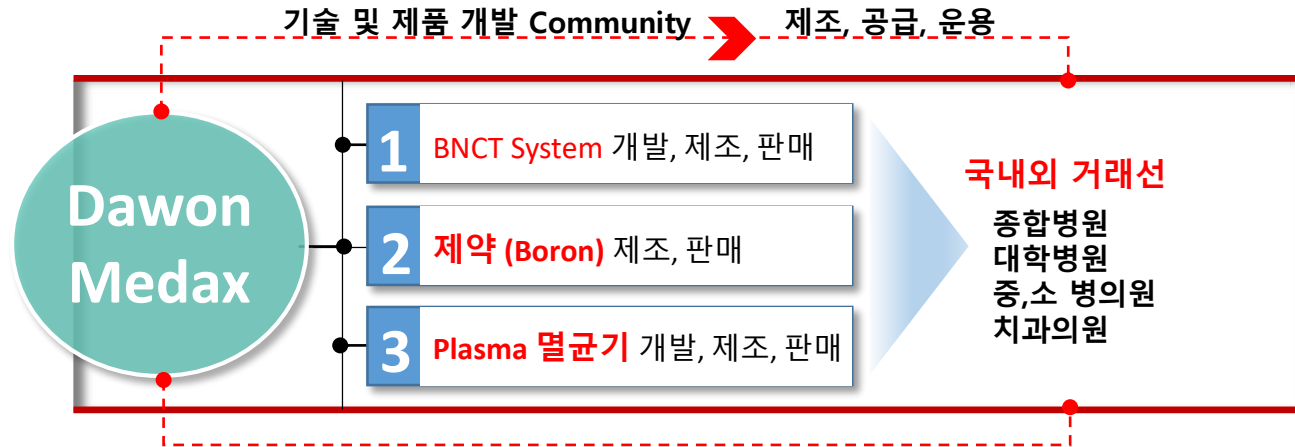 기술 및 제품 개발 Community
제조, 공급, 운용
Dawon
Medax
1 BNCT System 개발, 제조, 판매
2 제약 (Boron) 제조, 판매
3 Plasma 멸균기 개발, 제조, 판매
국내외 거래선
종합병원
대학병원
중,소 병의원
치과의원